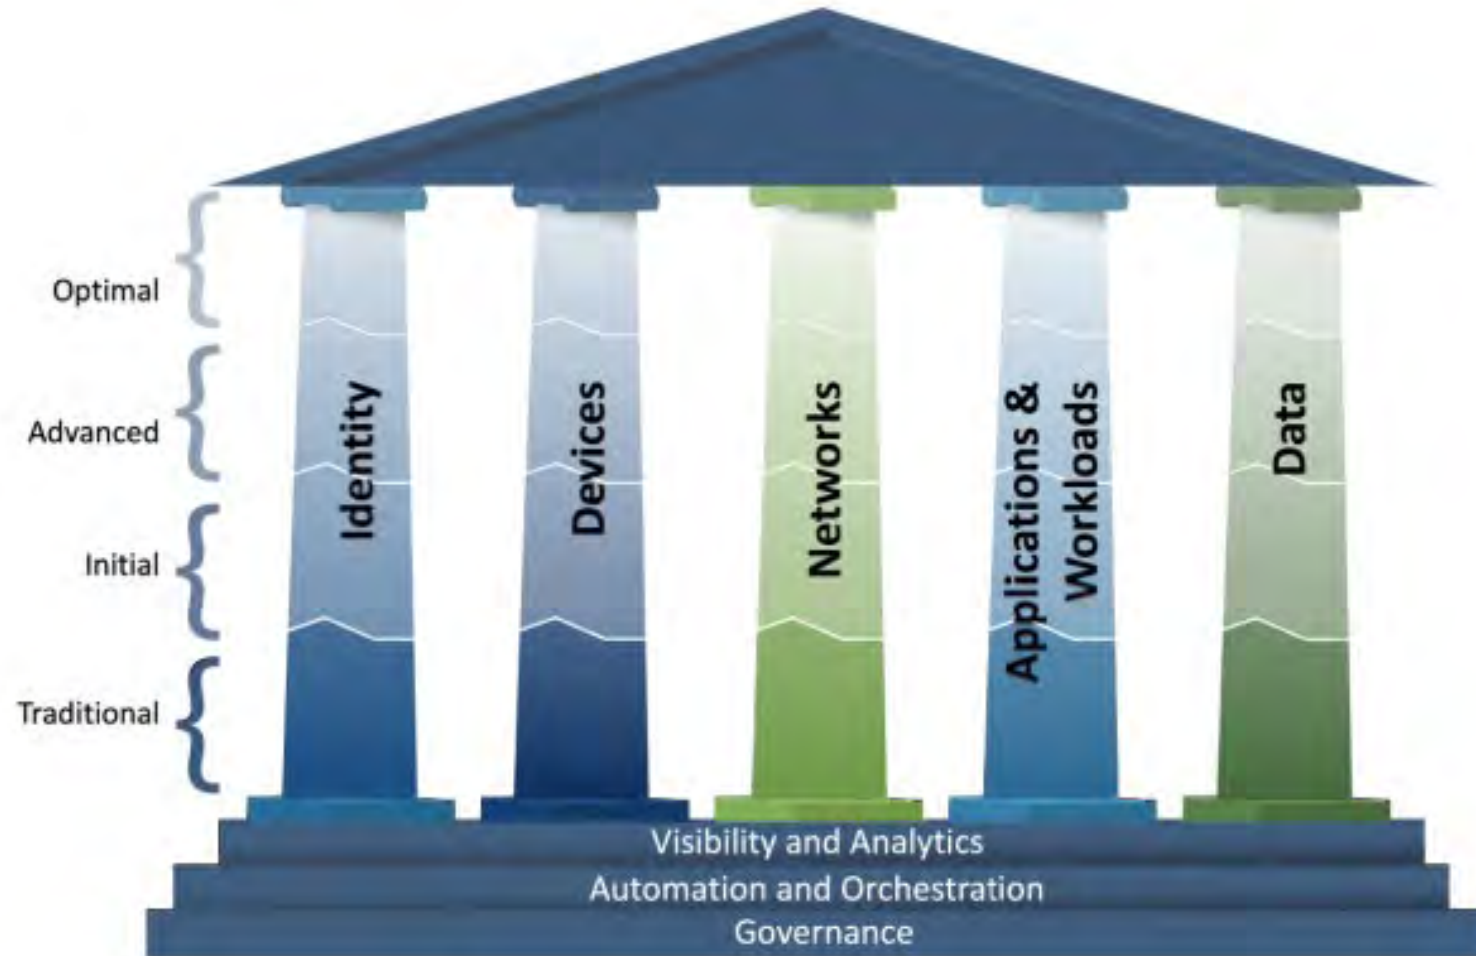 Optimal
Advanced
Initial
Traditional
Identity
Devices
Networks
Applications &
Workloads
Data
Visibility and Analytics
Automation and Orchestration
Governance